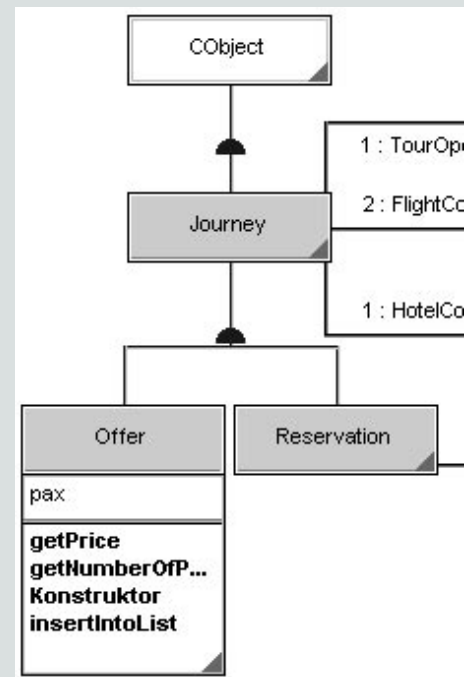 CObject
1 : TourOpe
Journey
2 : FlightCo
1 : HotelCo
Offer
Reservation
pax
getPrice
getNumberOfP...
Konstruktor
insertIntoList